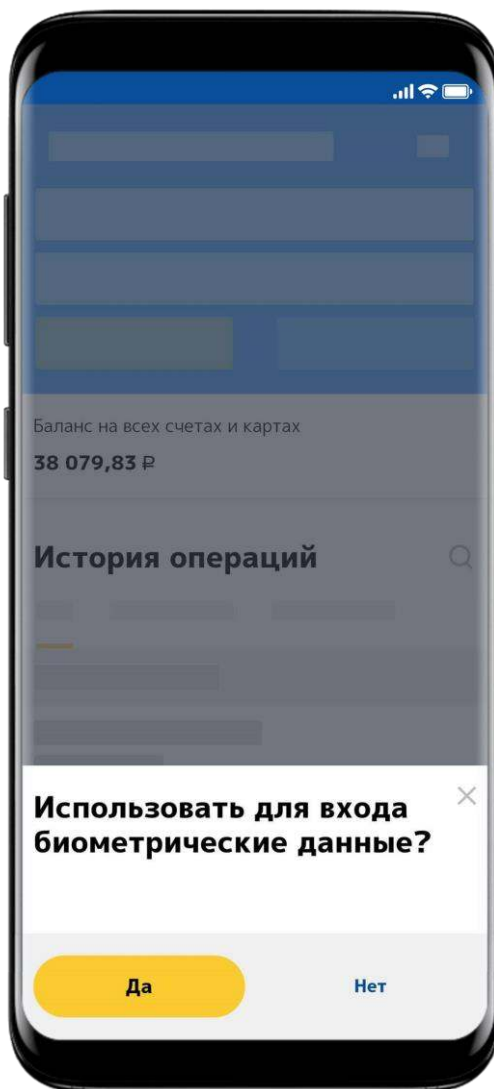 Баланс на всех счетах и картах
38 079,83 ₽
История операций
Использовать для входа
биометрические данные?
Да
Нет